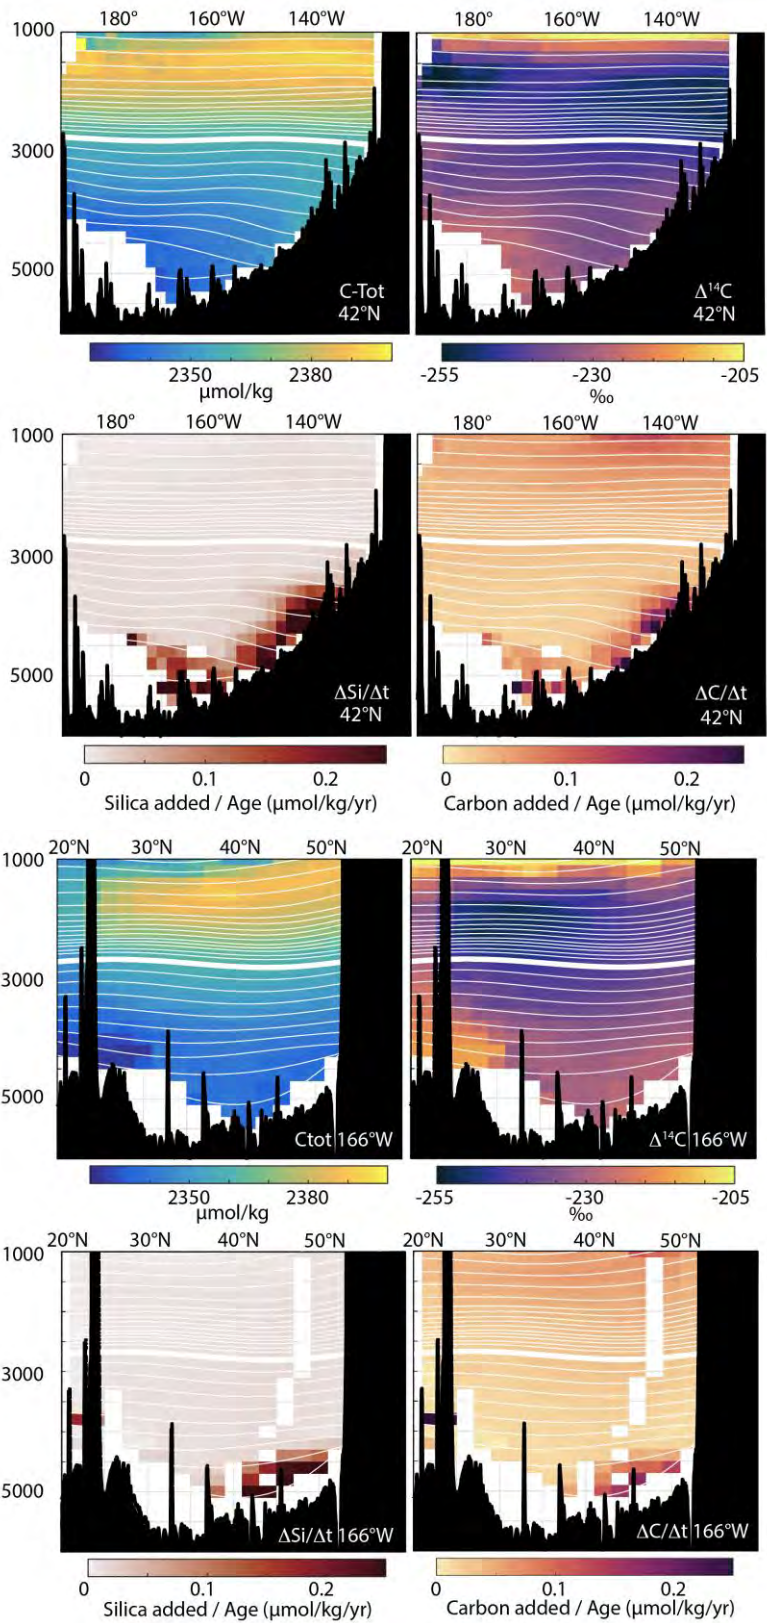 180° 160°W 140°W
180° 160°W 140°W
1000
3000
5000
C-Tot
42°N
Δ¹⁴C
42°N
2350 2380
µmol/kg
-255 -230 -205
‰
180° 160°W 140°W
180° 160°W 140°W
1000
3000
5000
ΔSi/Δt
42°N
ΔC/Δt
42°N
0 0.1 0.2
Silica added / Age (µmol/kg/yr)
0 0.1 0.2
Carbon added / Age (µmol/kg/yr)
20°N 30°N 40°N 50°N
20°N 30°N 40°N 50°N
1000
3000
5000
Ctot 166°W
Δ¹⁴C 166°W
2350 2380
µmol/kg
-255 -230 -205
‰
20°N 30°N 40°N 50°N
20°N 30°N 40°N 50°N
1000
3000
5000
ΔSi/Δt 166°W
ΔC/Δt 166°W
0 0.1 0.2
Silica added / Age (µmol/kg/yr)
0 0.1 0.2
Carbon added / Age (µmol/kg/yr)